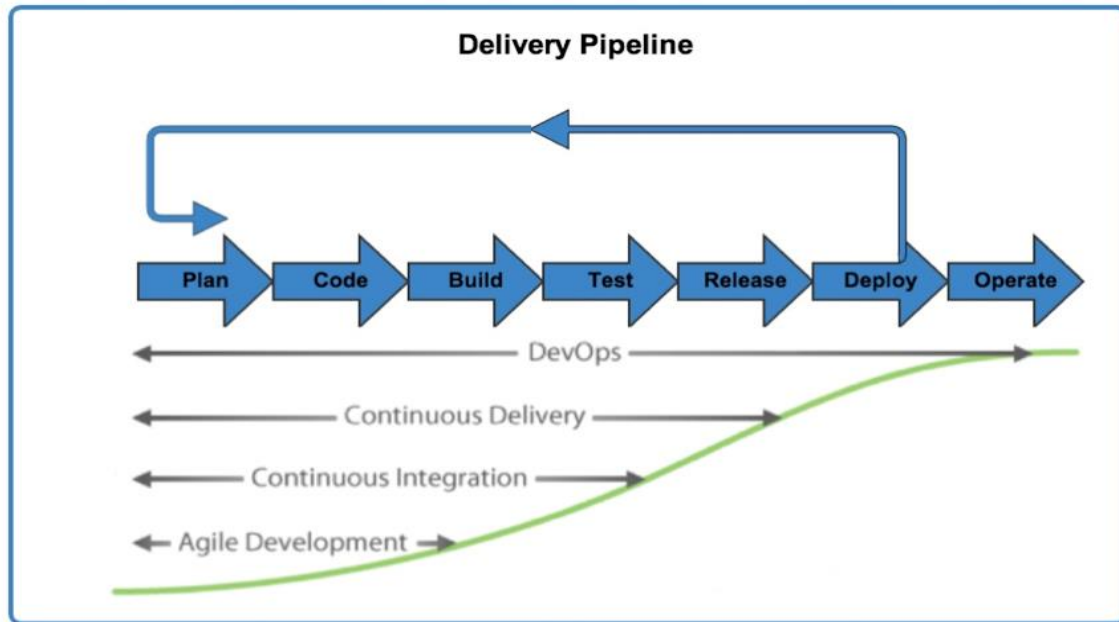 Delivery Pipeline
Plan Code Build Test Release Deploy Operate
DevOps
Continuous Delivery
Continuous Integration
Agile Development